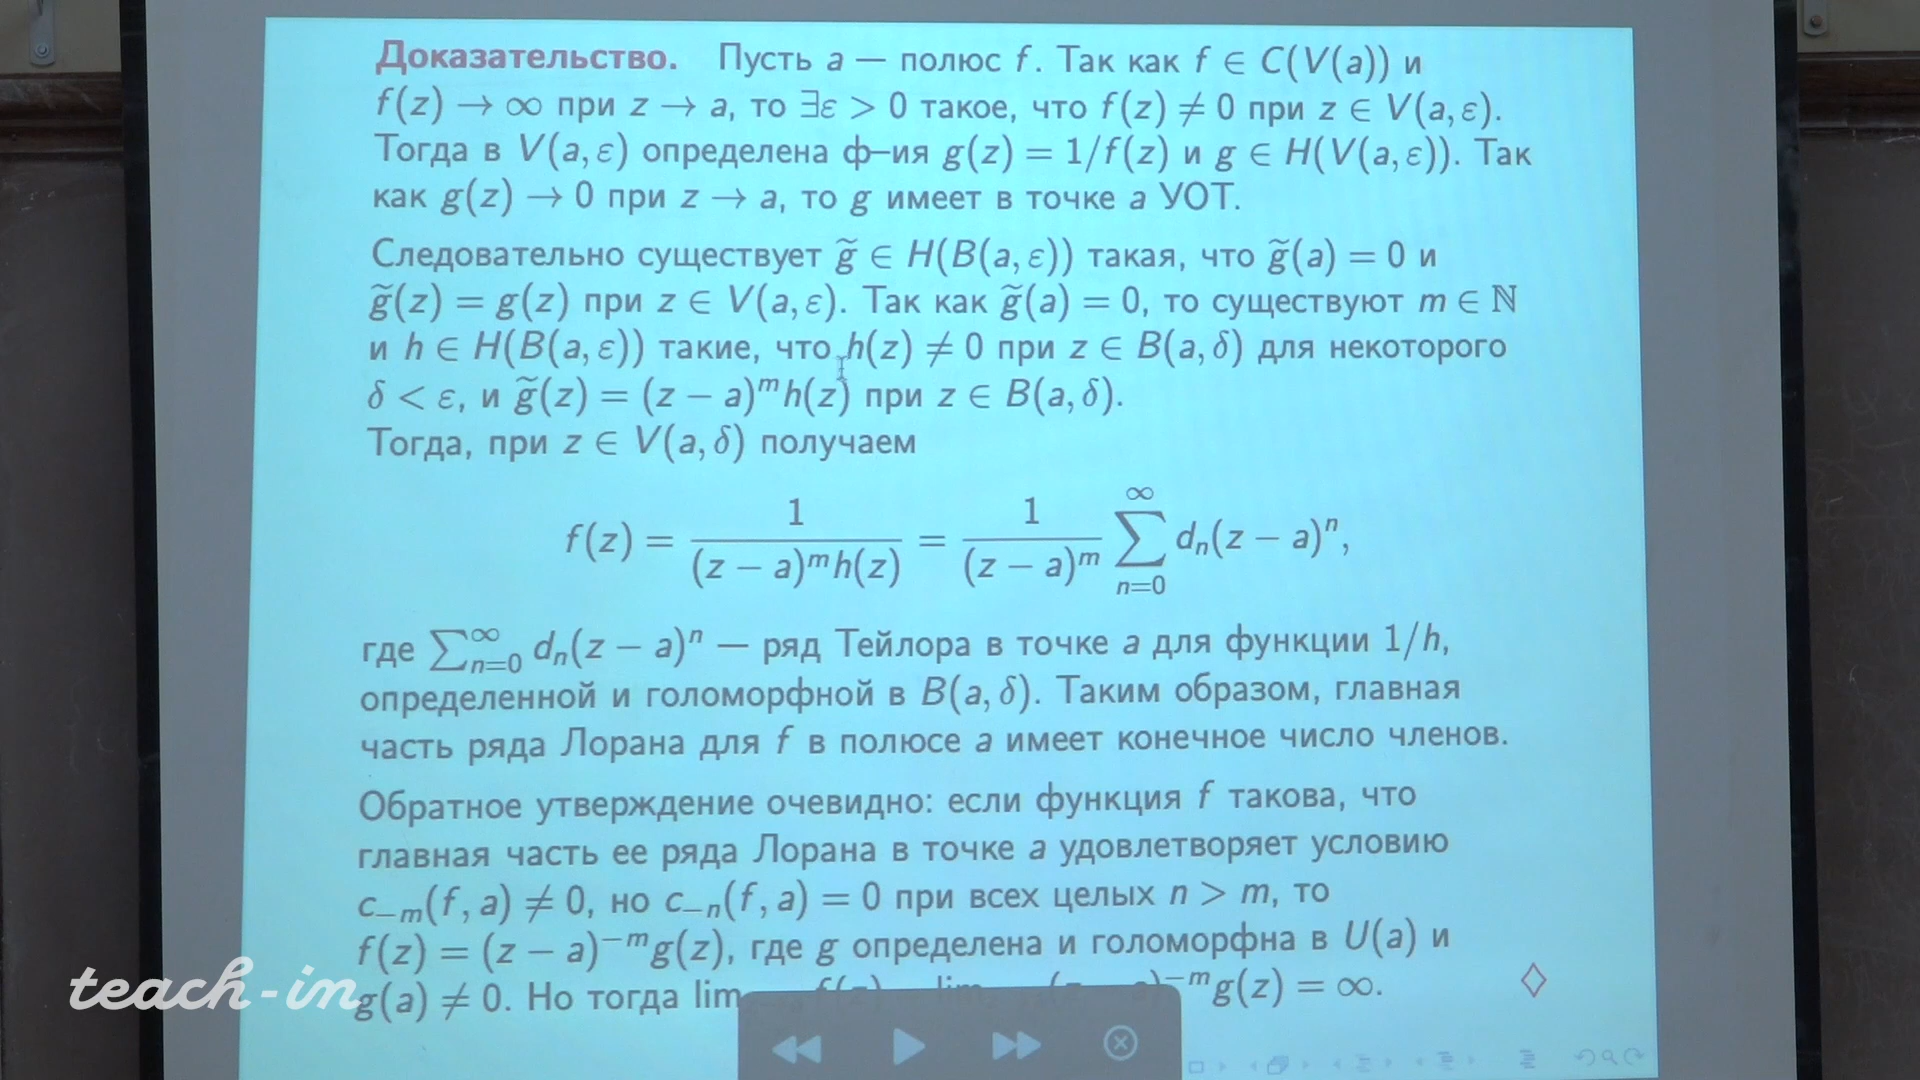 Доказательство. Пусть a — полюс f. Так как f ∈ C(V(a)) и
f(z) → ∞ при z → a, то ∃ε > 0 такое, что f(z) ≠ 0 при z ∈ V(a, ε).
Тогда в V(a, ε) определена ф–ия g(z) = 1/f(z) и g ∈ H(V(a, ε)). Так
как g(z) → 0 при z → a, то g имеет в точке a УОТ.
Следовательно существует g̃ ∈ H(B(a, ε)) такая, что g̃(a) = 0 и
g̃(z) = g(z) при z ∈ V(a, ε). Так как g̃(a) = 0, то существуют m ∈ ℕ
и h ∈ H(B(a, ε)) такие, что h(z) ≠ 0 при z ∈ B(a, δ) для некоторого
δ < ε, и g̃(z) = (z − a)^m h(z) при z ∈ B(a, δ).
Тогда, при z ∈ V(a, δ) получаем
f(z) = 1/((z − a)^m h(z)) = 1/(z − a)^m ∑_{n=0}^{∞} d_n(z − a)^n,
где ∑_{n=0}^{∞} d_n(z − a)^n — ряд Тейлора в точке a для функции 1/h,
определенной и голоморфной в B(a, δ). Таким образом, главная
часть ряда Лорана для f в полюсе a имеет конечное число членов.
Обратное утверждение очевидно: если функция f такова, что
главная часть ее ряда Лорана в точке a удовлетворяет условию
c_{−m}(f, a) ≠ 0, но c_{−n}(f, a) = 0 при всех целых n > m, то
f(z) = (z − a)^{−m} g(z), где g определена и голоморфна в U(a) и
g(a) ≠ 0. Но тогда lim )^{−m} g(z) = ∞. ◇
teach-in